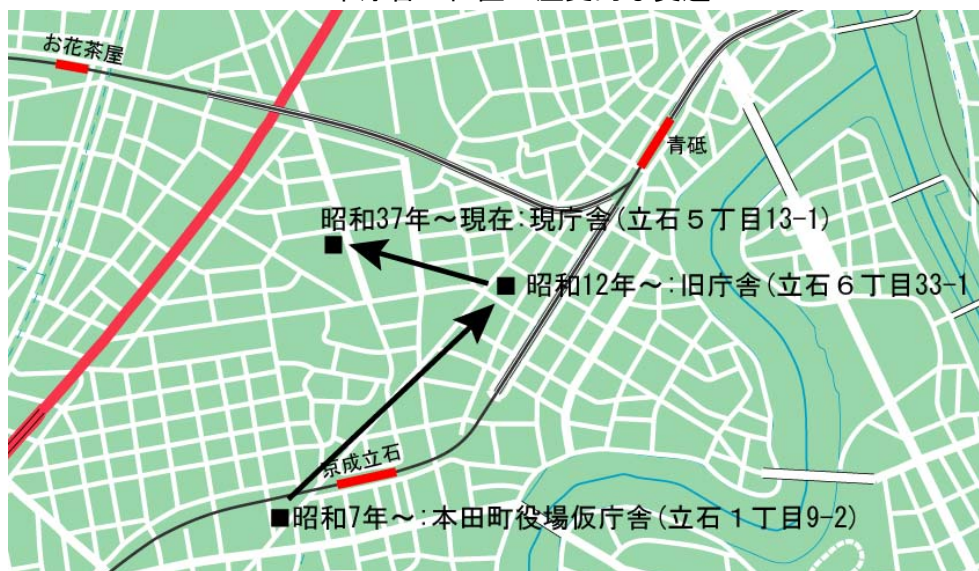 お花茶屋
青砥
昭和37年～現在：現庁舎(立石５丁目13-1)
昭和12年～：旧庁舎(立石６丁目33-1
京成立石
昭和7年～：本田町役場仮庁舎(立石１丁目9-2)